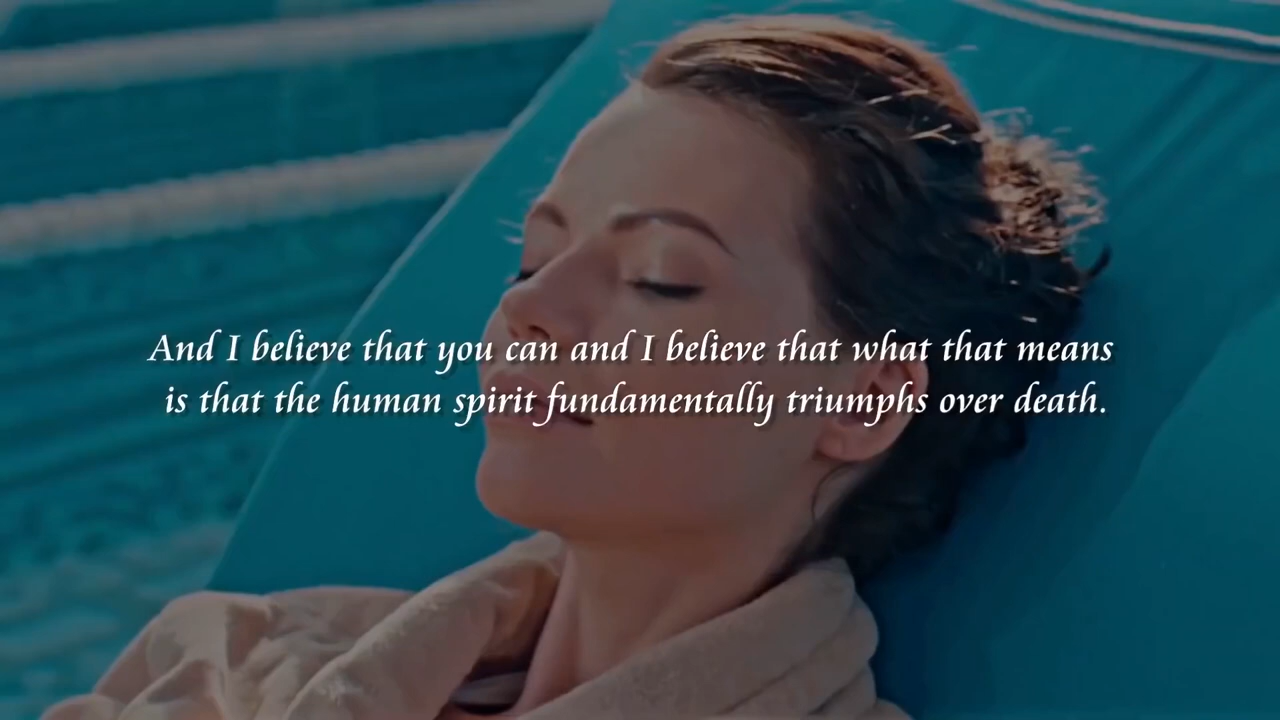 And I believe that you can and I believe that what that means
is that the human spirit fundamentally triumphs over death.